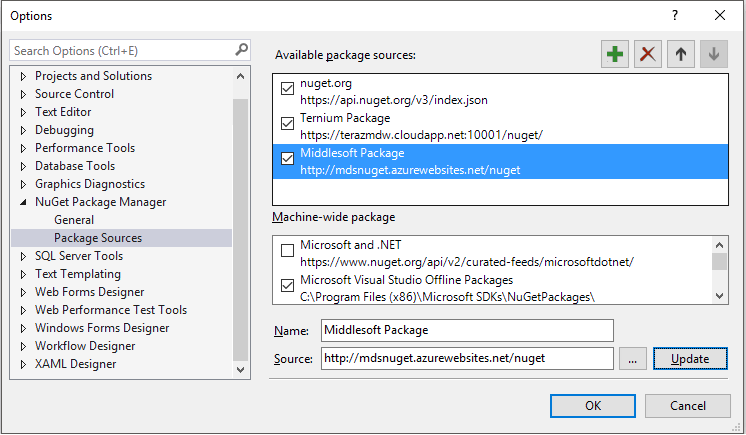 Options
Search Options (Ctrl+E)
Projects and Solutions
Source Control
Text Editor
Debugging
Performance Tools
Database Tools
Graphics Diagnostics
NuGet Package Manager
General
Package Sources
SQL Server Tools
Text Templating
Web Forms Designer
Web Performance Test Tools
Windows Forms Designer
Workflow Designer
XAML Designer
Available package sources:
nuget.org
https://api.nuget.org/v3/index.json
Ternium Package
https://terazmdw.cloudapp.net:10001/nuget/
Middlesoft Package
http://mdsnuget.azurewebsites.net/nuget
Machine-wide package
Microsoft and .NET
https://www.nuget.org/api/v2/curated-feeds/microsoftdotnet/
Microsoft Visual Studio Offline Packages
C:\Program Files (x86)\Microsoft SDKs\NuGetPackages\
Name: Middlesoft Package
Source: http://mdsnuget.azurewebsites.net/nuget ... Update
OK Cancel